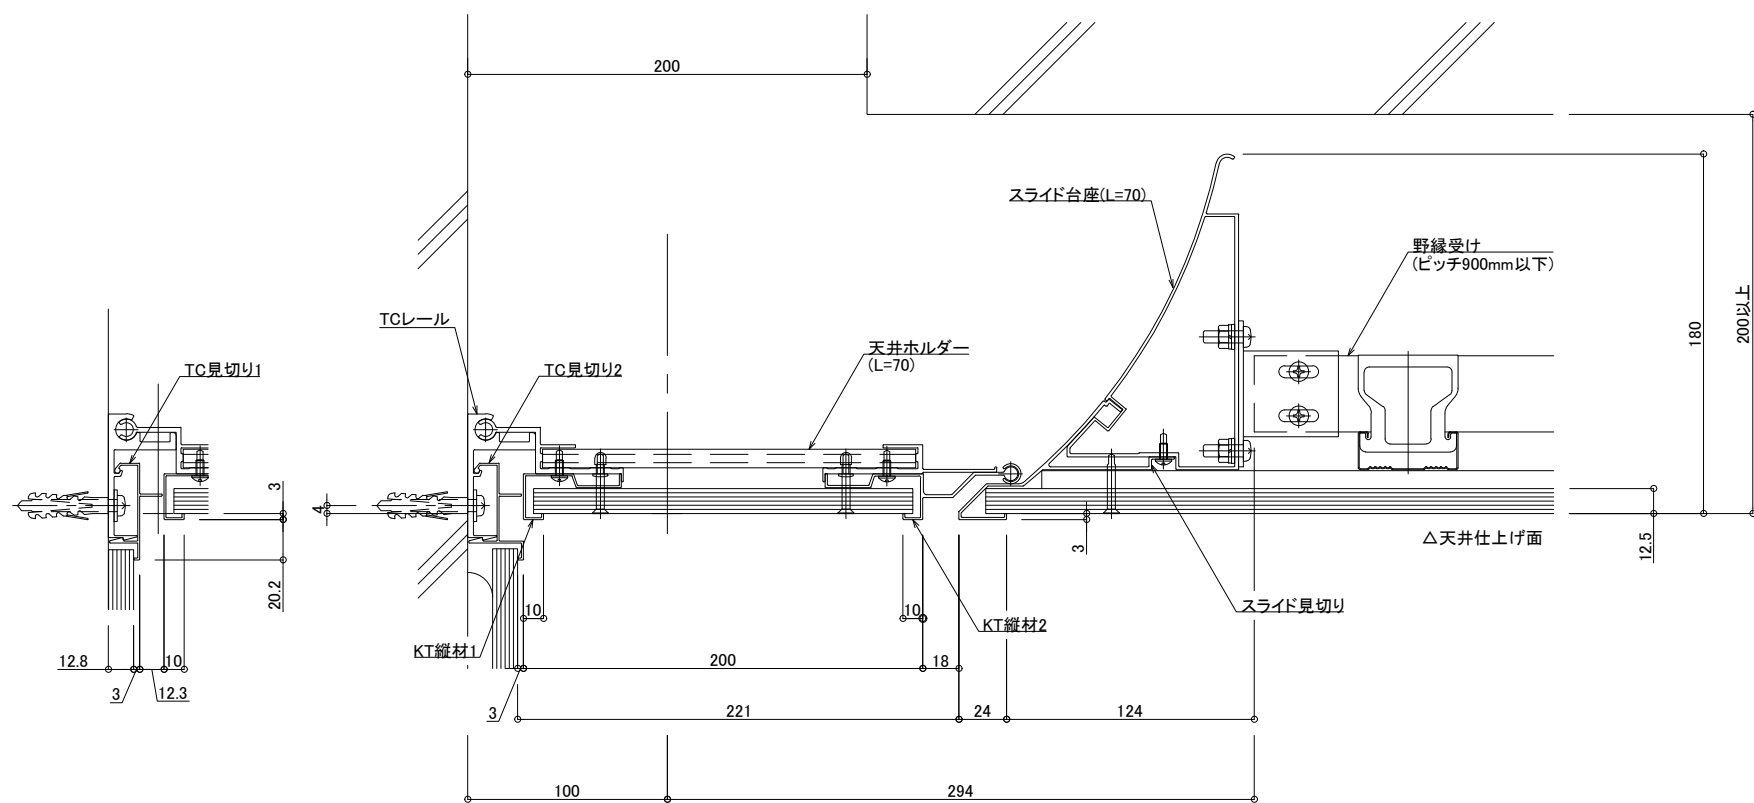 200
スライド台座(L=70)
野縁受け
(ピッチ900mm以下)
200以上
180
TCレール
天井ホルダー
(L=70)
TC見切り1
TC見切り2
3
4
20.2
3
12.5
△天井仕上げ面
スライド見切り
10
10
KT縦材1
KT縦材2
12.8
10
3
12.3
200
18
3
221
24
124
100
294